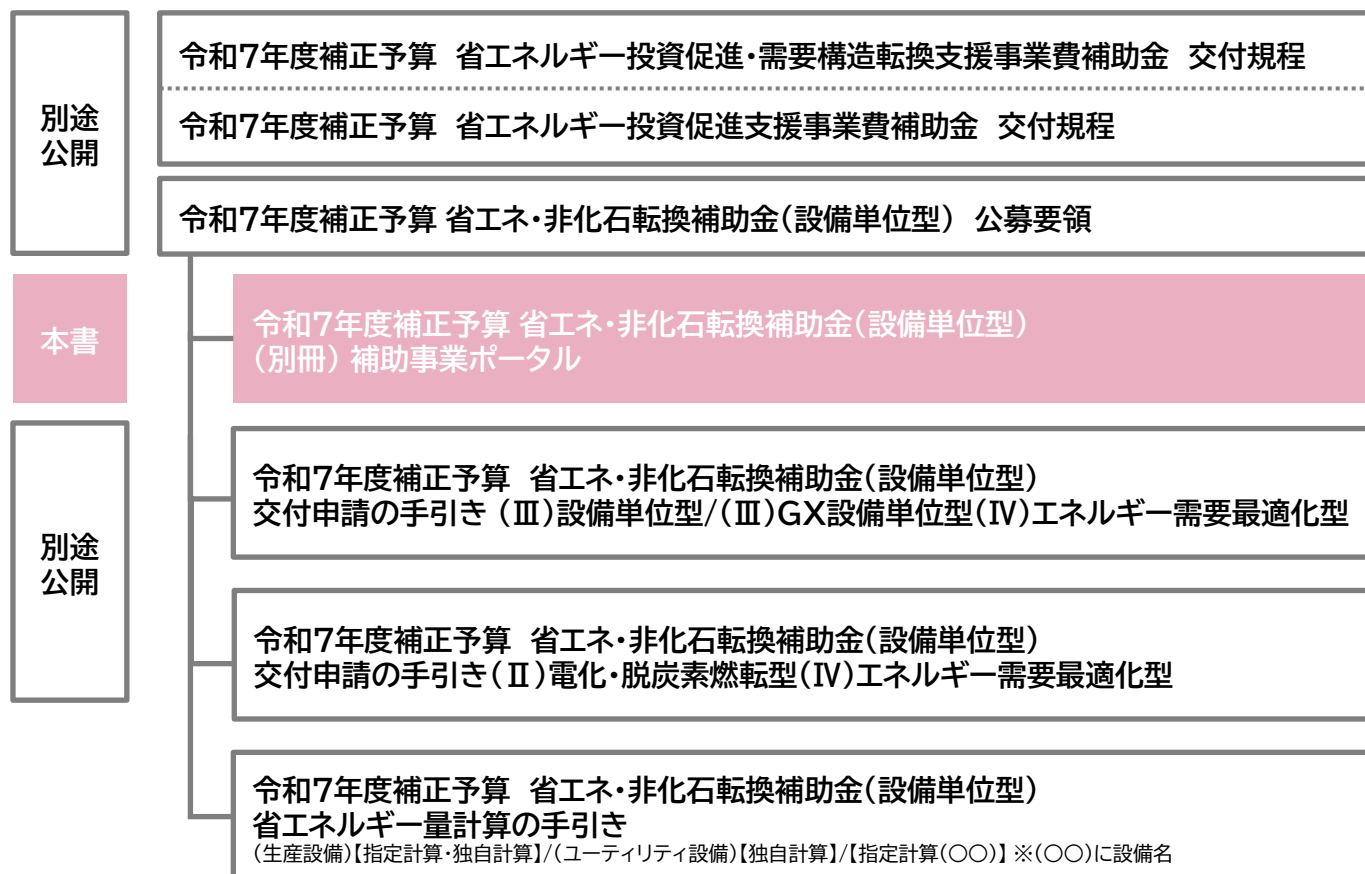 別途
公開
令和7年度補正予算 省エネルギー投資促進・需要構造転換支援事業費補助金 交付規程
令和7年度補正予算 省エネルギー投資促進支援事業費補助金 交付規程
令和7年度補正予算 省エネ・非化石転換補助金(設備単位型) 公募要領
本書
令和7年度補正予算 省エネ・非化石転換補助金(設備単位型)
(別冊) 補助事業ポータル
別途
公開
令和7年度補正予算 省エネ・非化石転換補助金(設備単位型)
交付申請の手引き (Ⅲ)設備単位型/(Ⅲ)GX設備単位型(Ⅳ)エネルギー需要最適化型
令和7年度補正予算 省エネ・非化石転換補助金(設備単位型)
交付申請の手引き(Ⅱ)電化・脱炭素燃転型(Ⅳ)エネルギー需要最適化型
令和7年度補正予算 省エネ・非化石転換補助金(設備単位型)
省エネルギー量計算の手引き
(生産設備)【指定計算・独自計算】/(ユーティリティ設備)【独自計算】/【指定計算(〇〇)】 ※(〇〇)に設備名